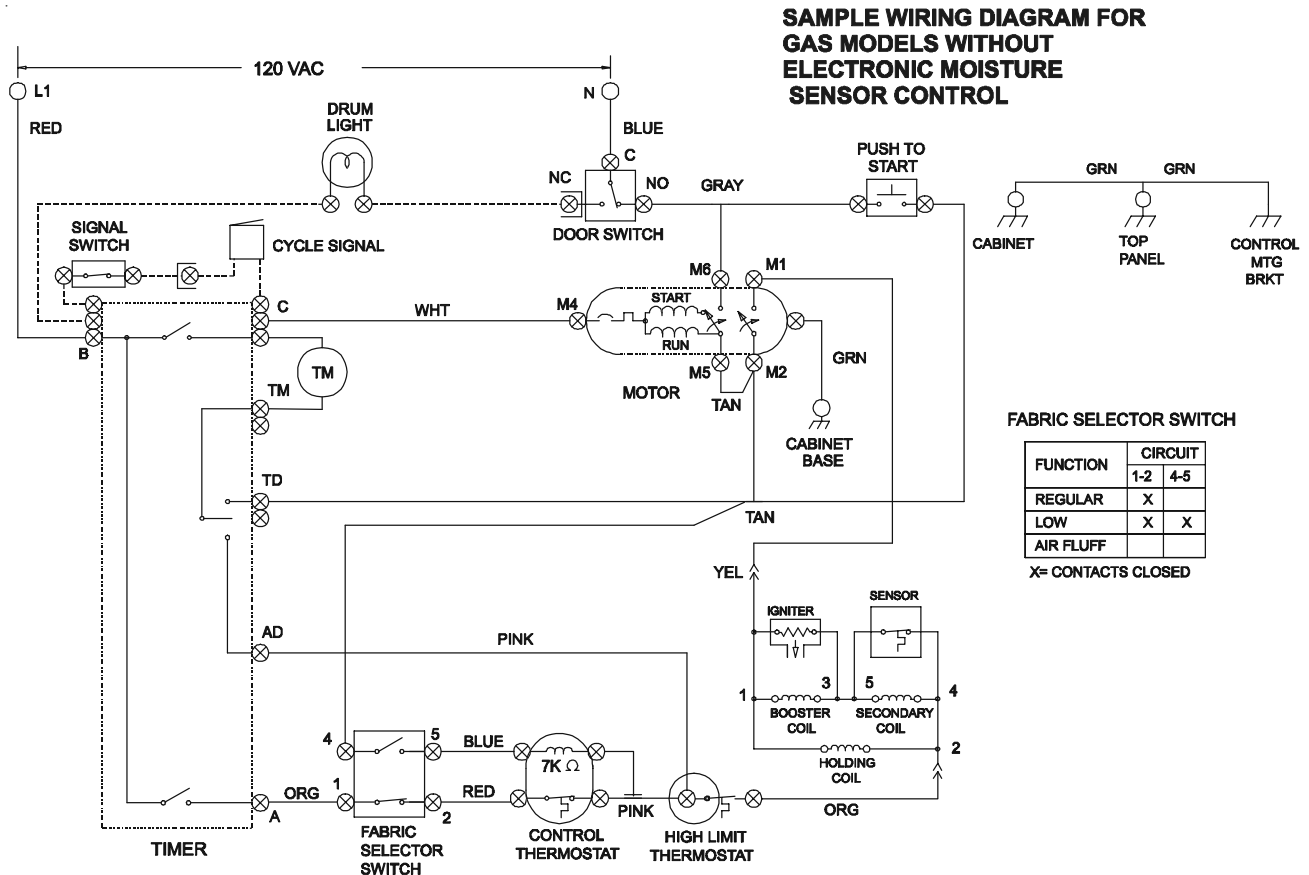 SAMPLE WIRING DIAGRAM FOR
GAS MODELS WITHOUT
ELECTRONIC MOISTURE
SENSOR CONTROL
120 VAC
L1
N
RED
BLUE
DRUM
LIGHT
C
NC
NO
GRAY
PUSH TO
START
GRN
GRN
SIGNAL
SWITCH
CYCLE SIGNAL
DOOR SWITCH
CABINET
TOP
PANEL
CONTROL
MTG
BRKT
M6
M1
C
WHT
M4
START
RUN
B
TM
GRN
TM
MOTOR
M5
M2
TAN
CABINET
BASE
FABRIC SELECTOR SWITCH
FUNCTION
CIRCUIT
1-2
4-5
REGULAR
X
LOW
X
X
AIR FLUFF
X= CONTACTS CLOSED
TD
TAN
YEL
IGNITER
SENSOR
AD
PINK
1
3
5
4
BOOSTER
COIL
SECONDARY
COIL
4
5
BLUE
7K Ω
2
HOLDING
COIL
1
ORG
A
2
RED
PINK
ORG
TIMER
FABRIC
SELECTOR
SWITCH
CONTROL
THERMOSTAT
HIGH LIMIT
THERMOSTAT